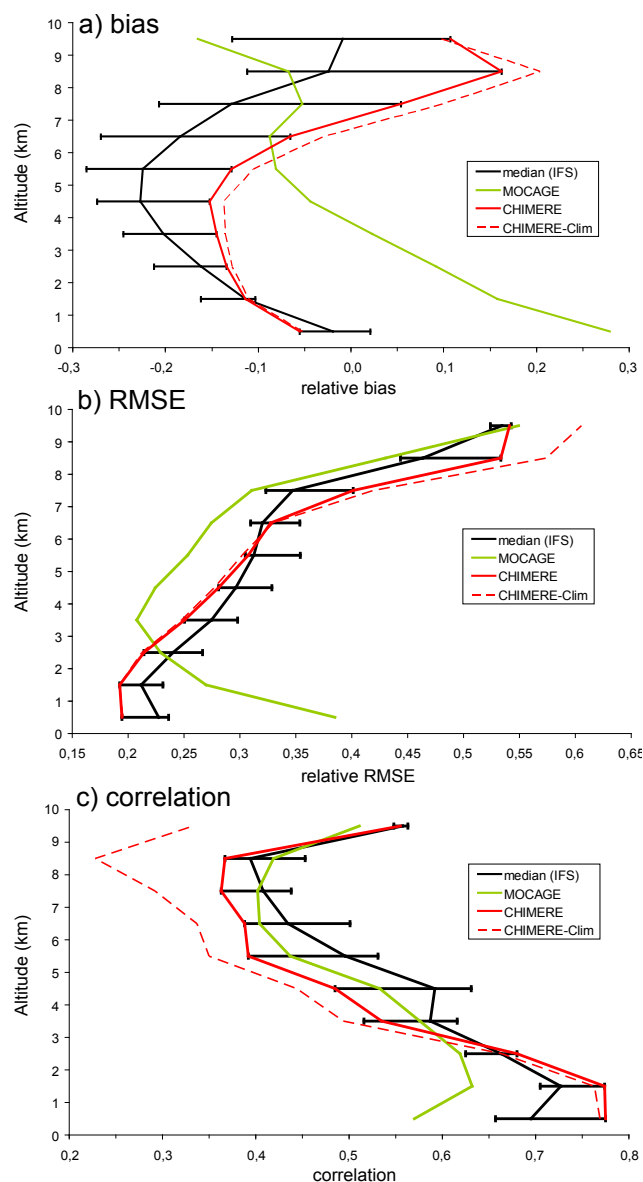 a) bias
10
9
8
7
6
5
4
3
2
1
0
Altitude (km)
median (IFS)
MOCAGE
CHIMERE
CHIMERE-Clim
-0,3 -0,2 -0,1 0,0 0,1 0,2 0,3
relative bias
b) RMSE
10
9
8
7
6
5
4
3
2
1
0
Altitude (km)
median (IFS)
MOCAGE
CHIMERE
CHIMERE-Clim
0,15 0,2 0,25 0,3 0,35 0,4 0,45 0,5 0,55 0,6 0,65
relative RMSE
c) correlation
10
9
8
7
6
5
4
3
2
1
0
Altitude (km)
median (IFS)
MOCAGE
CHIMERE
CHIMERE-Clim
0,2 0,3 0,4 0,5 0,6 0,7 0,8
correlation